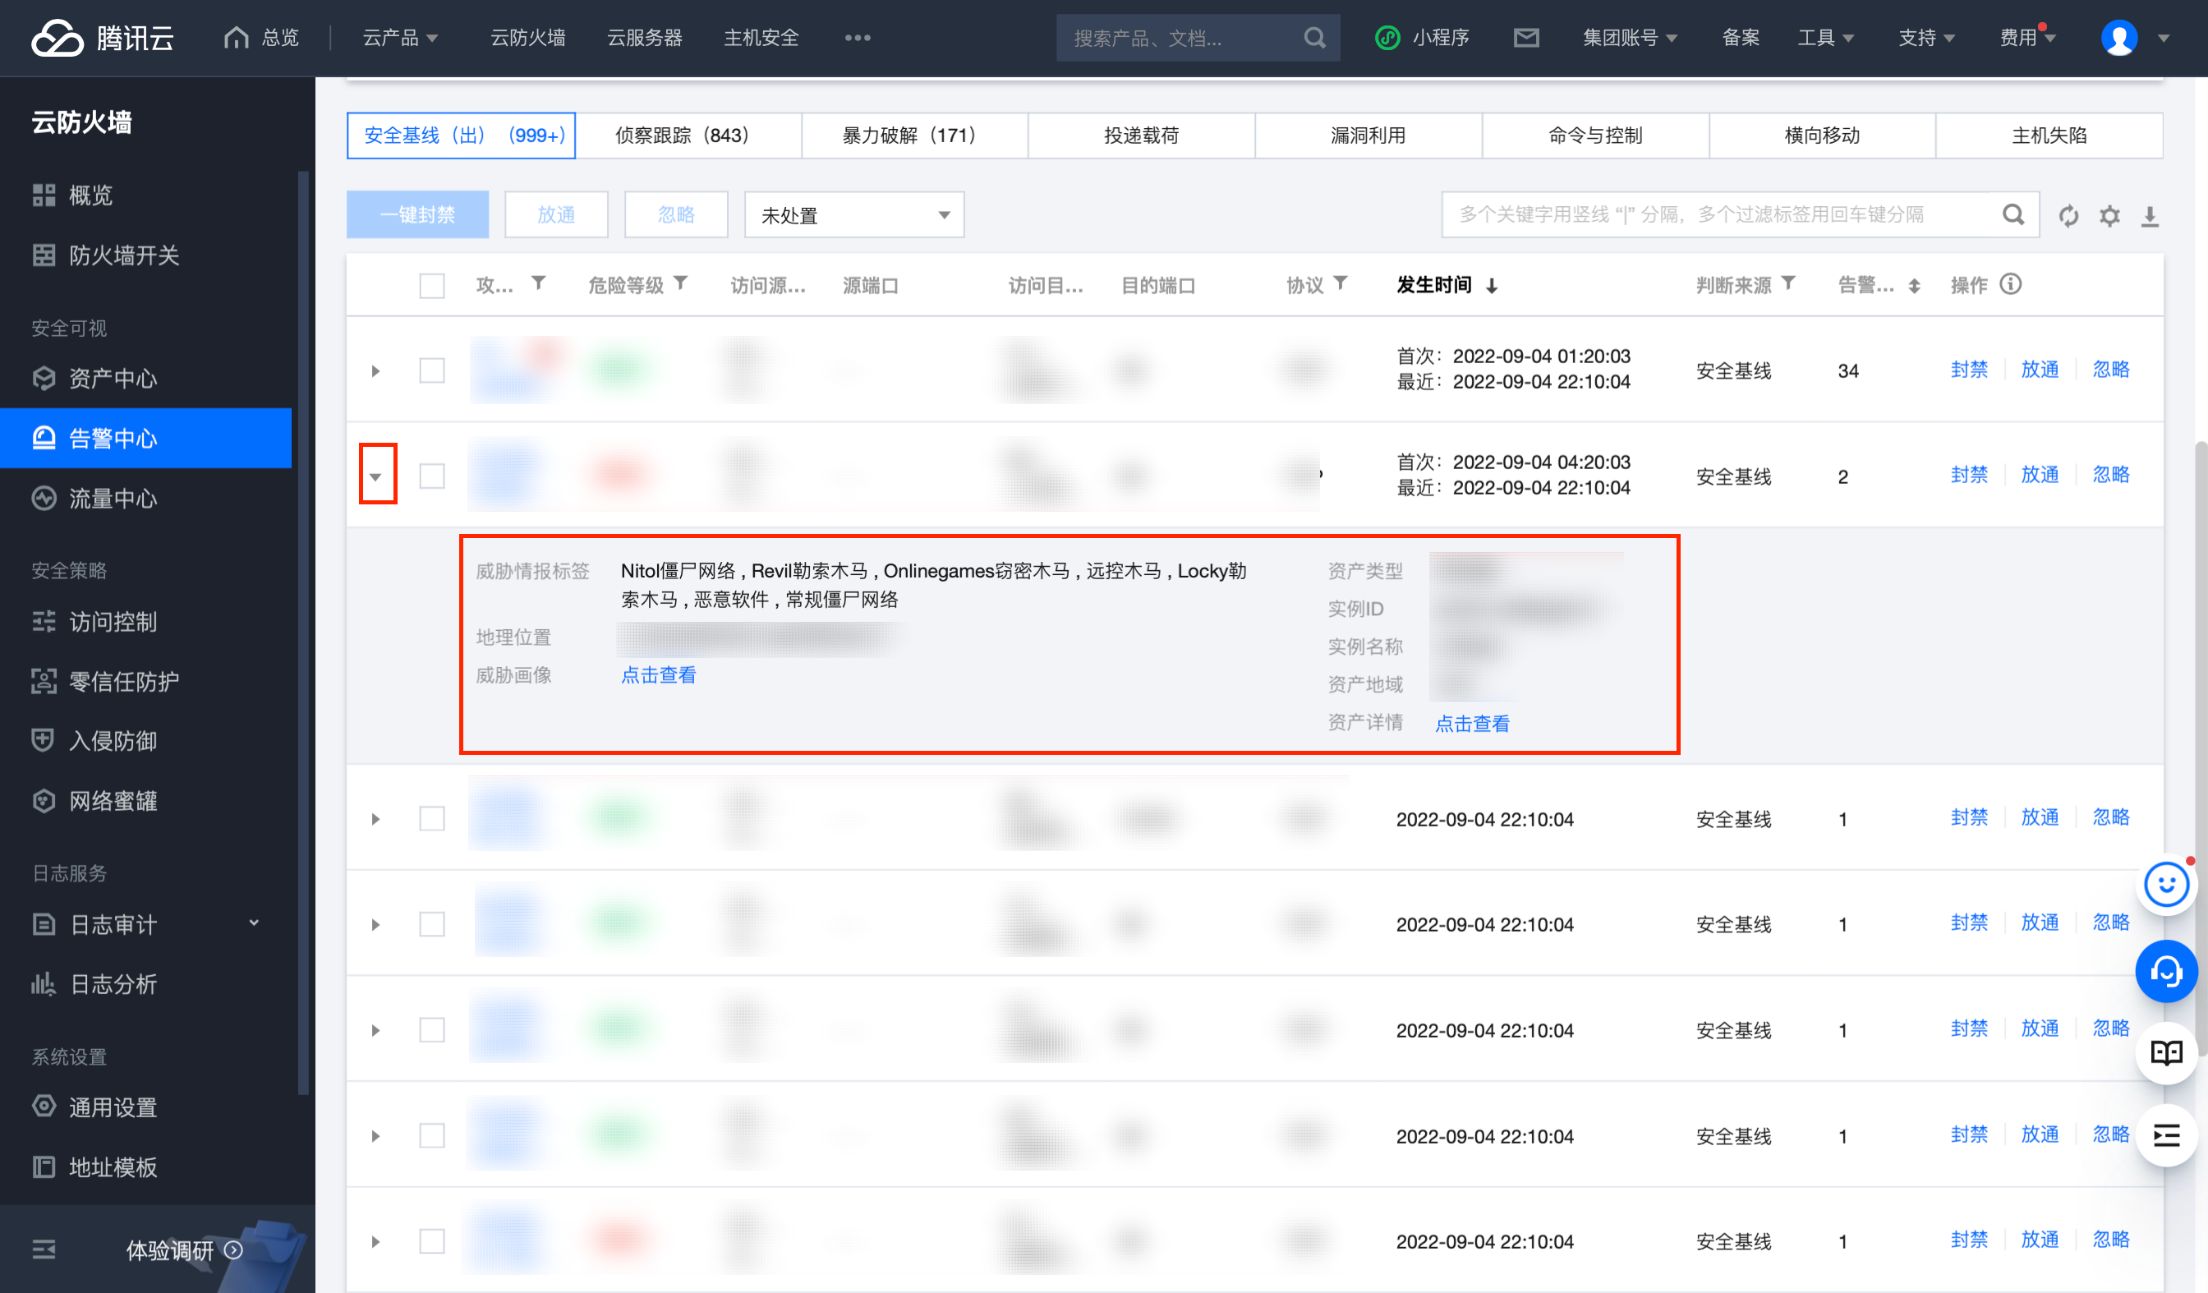 腾讯云
总览
云产品
云防火墙
云服务器
主机安全
搜索产品、文档...
小程序
集团账号
备案
工具
支持
费用
云防火墙
概览
防火墙开关
安全可视
资产中心
告警中心
流量中心
安全策略
访问控制
零信任防护
入侵防御
网络蜜罐
日志服务
日志审计
日志分析
系统设置
通用设置
地址模板
体验调研
安全基线（出）（999+）
侦察跟踪（843）
暴力破解（171）
投递载荷
漏洞利用
命令与控制
横向移动
主机失陷
一键封禁
放通
忽略
未处置
多个关键字用竖线 “|” 分隔，多个过滤标签用回车键分隔
攻... 危险等级 访问源... 源端口 访问目... 目的端口 协议 发生时间 判断来源 告警... 操作
首次：2022-09-04 01:20:03
最近：2022-09-04 22:10:04
安全基线 34 封禁 放通 忽略
首次：2022-09-04 04:20:03
最近：2022-09-04 22:10:04
安全基线 2 封禁 放通 忽略
威胁情报标签 Nitol僵尸网络 , Revil勒索木马 , Onlinegames窃密木马 , 远控木马 , Locky勒
索木马 , 恶意软件 , 常规僵尸网络
地理位置
威胁画像 点击查看
资产类型
实例ID
实例名称
资产地域
资产详情 点击查看
2022-09-04 22:10:04 安全基线 1 封禁 放通 忽略
2022-09-04 22:10:04 安全基线 1 封禁 放通 忽略
2022-09-04 22:10:04 安全基线 1 封禁 放通 忽略
2022-09-04 22:10:04 安全基线 1 封禁 放通 忽略
2022-09-04 22:10:04 安全基线 1 封禁 放通 忽略